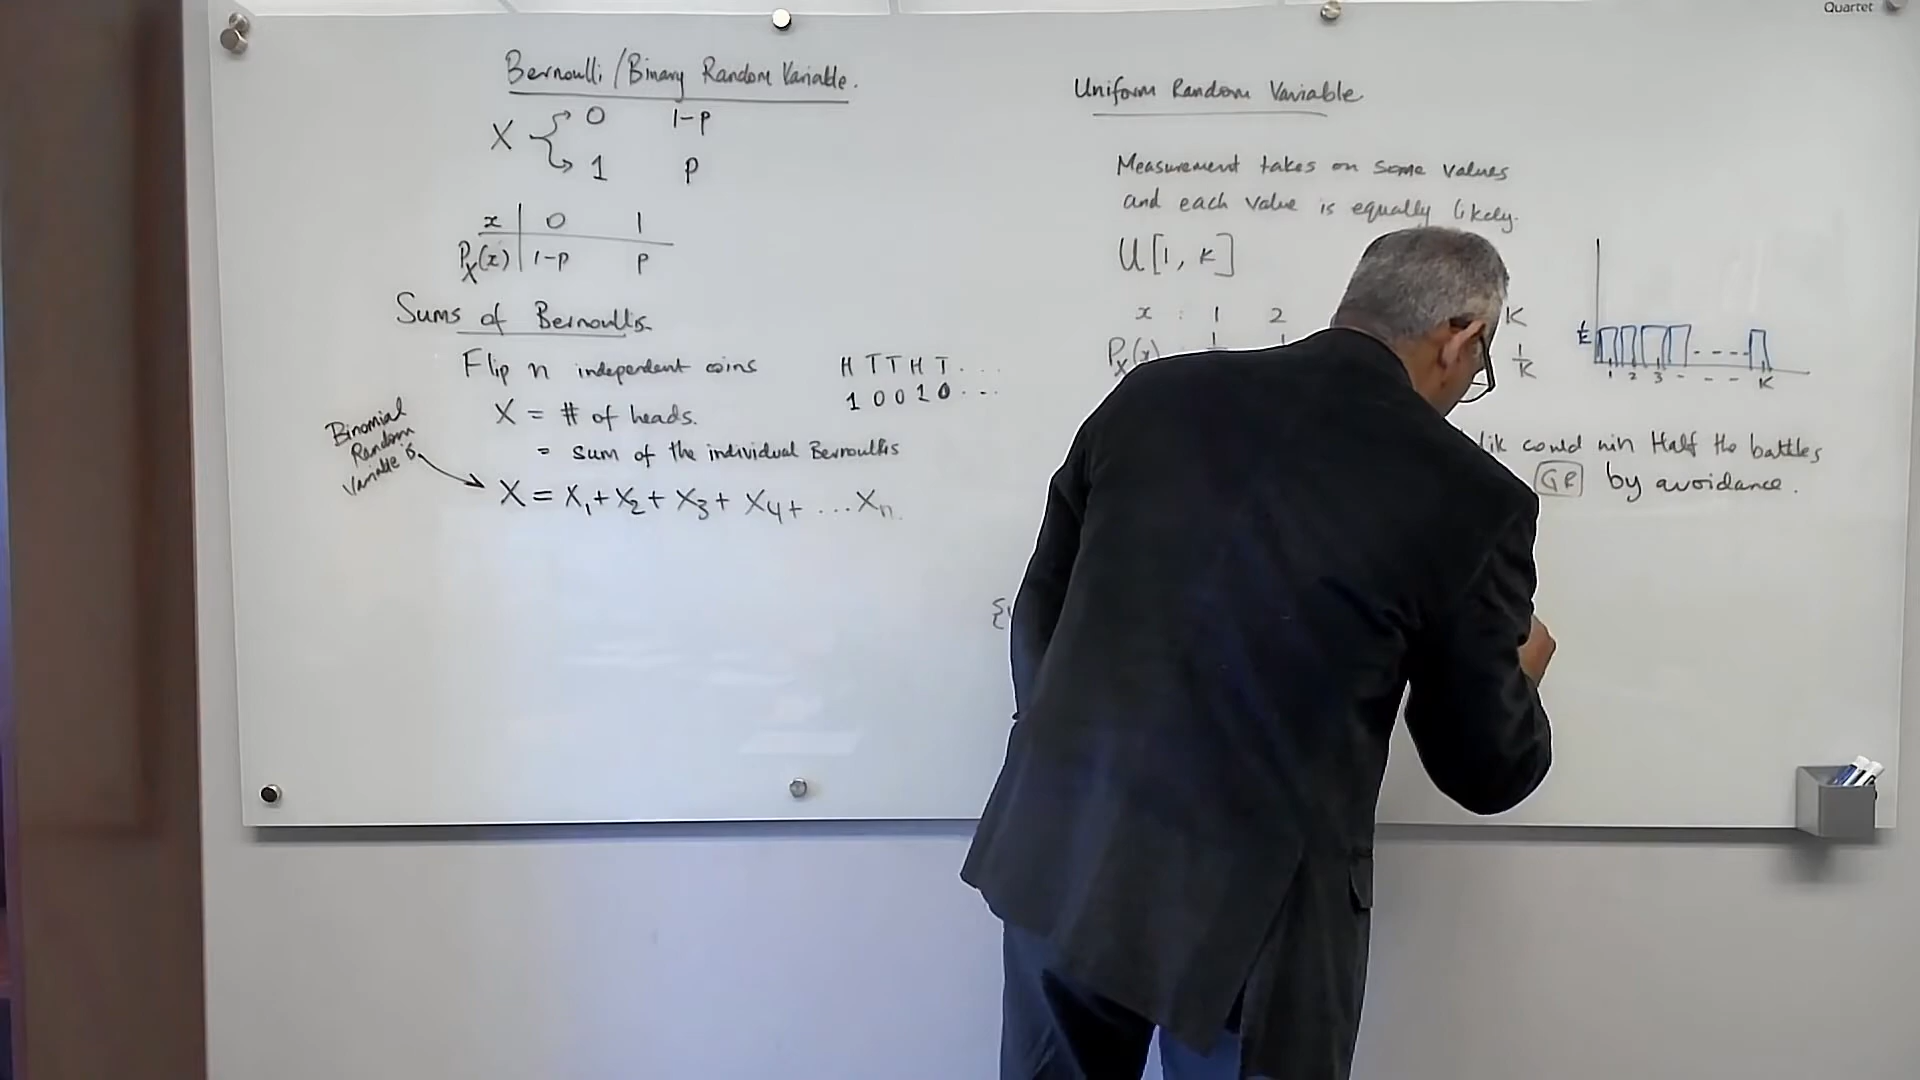 Quartet
Bernoulli/Binary Random Variable.
X 0 1-p
1 p
x 0 1
P_X(x) 1-p p
Sums of Bernoullis
Flip n independent coins
H T T H T . . .
1 0 0 1 0 . - -
X = # of heads.
= sum of the individual Bernoullis
Binomial
Random
Variable is
X = X₁ + X₂ + X₃ + X₄ + ... Xₙ
Uniform Random Variable
Measurement takes on some values
and each value is equally likely.
U[1, K]
x : 1 2 K
P_X(x) 1/K
1/K
1 2 3 - - - - K
could win Half the battles
by avoidance.
{